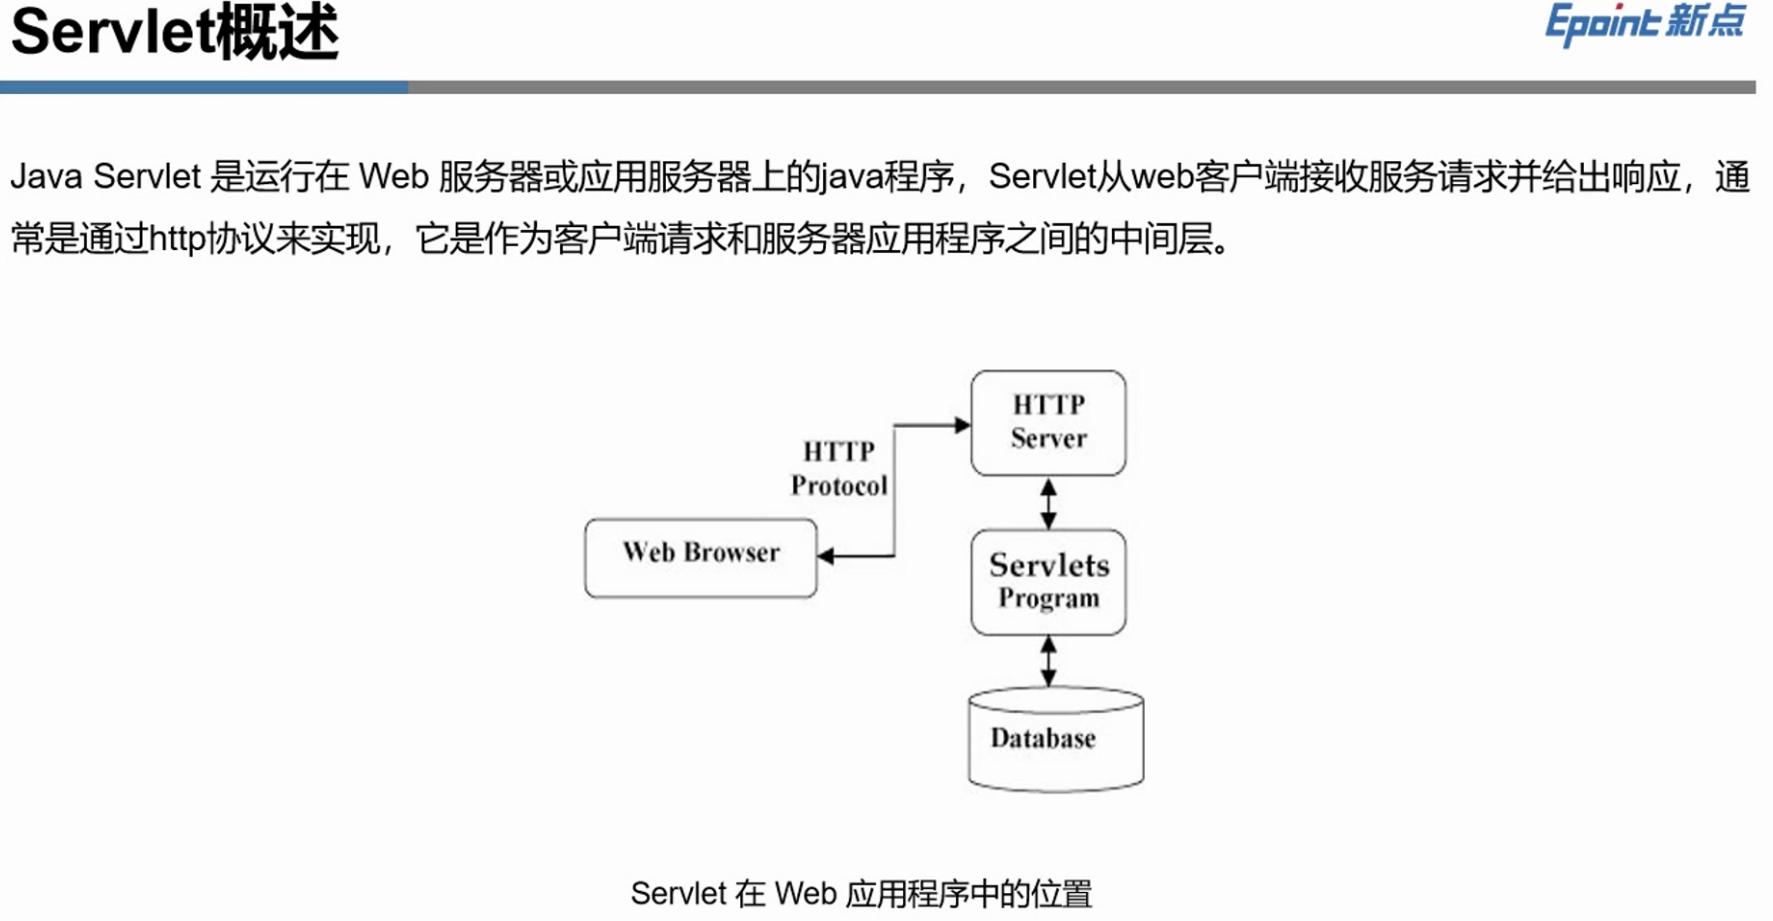 Servlet概述
Epoint 新点
Java Servlet 是运行在 Web 服务器或应用服务器上的java程序，Servlet从web客户端接收服务请求并给出响应，通
常是通过http协议来实现，它是作为客户端请求和服务器应用程序之间的中间层。
HTTP
Server
HTTP
Protocol
Web Browser
Servlets
Program
Database
Servlet 在 Web 应用程序中的位置